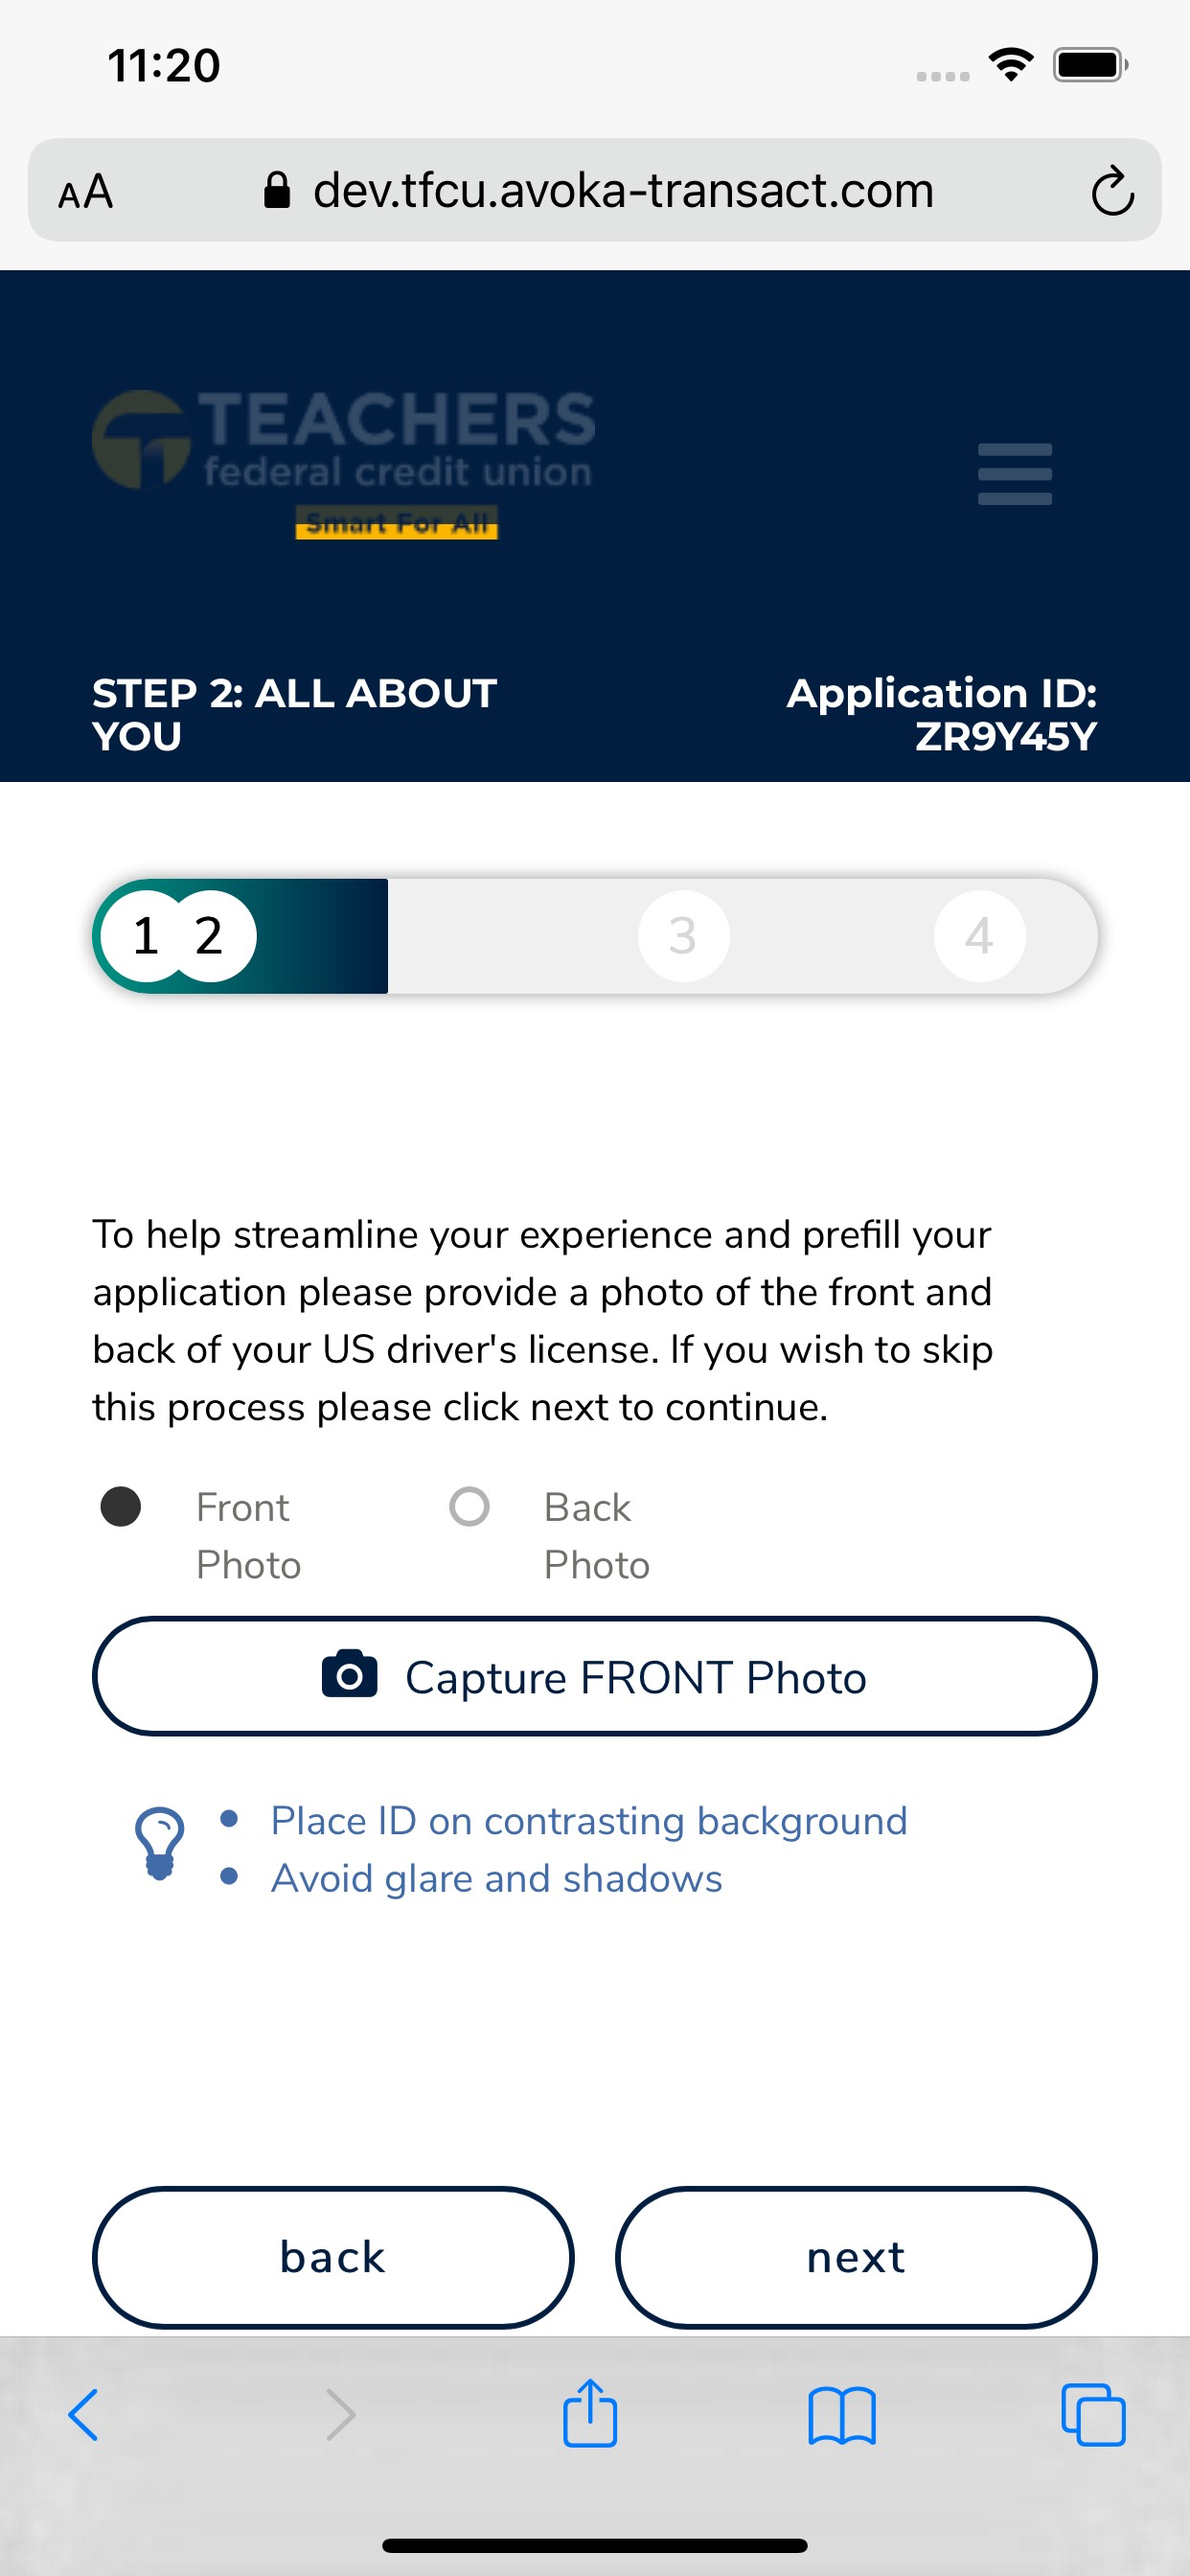 11:20
AA dev.tfcu.avoka-transact.com
TEACHERS
federal credit union
Smart For All
STEP 2: ALL ABOUT
YOU
Application ID:
ZR9Y45Y
1 2 3 4
To help streamline your experience and prefill your
application please provide a photo of the front and
back of your US driver's license. If you wish to skip
this process please click next to continue.
Front
Photo
Back
Photo
Capture FRONT Photo
• Place ID on contrasting background
• Avoid glare and shadows
back next